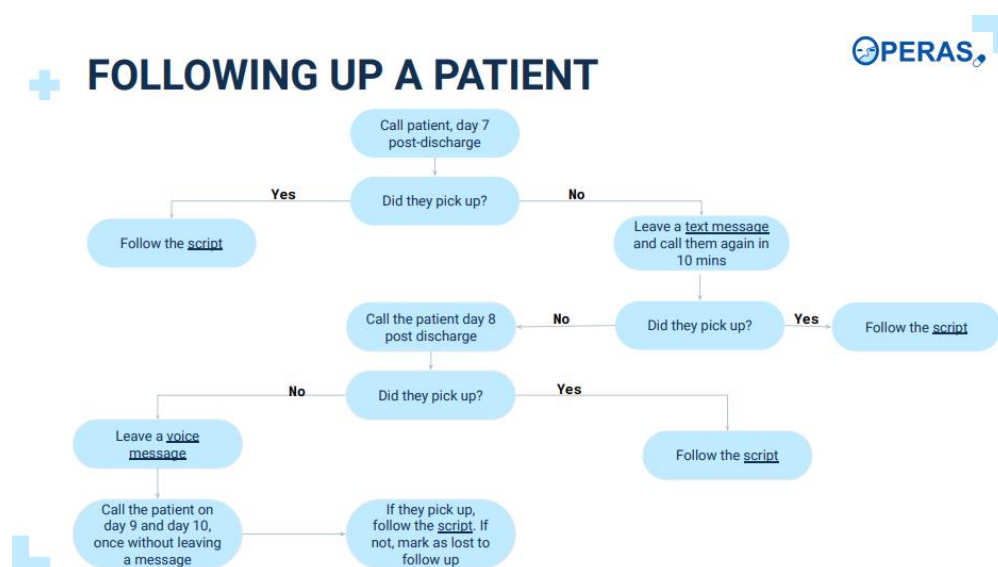 OPERAS
FOLLOWING UP A PATIENT
Call patient, day 7
post-discharge
Yes
Did they pick up?
No
Follow the script
Leave a text message
and call them again in
10 mins
Call the patient day 8
post discharge
No
Did they pick up?
Yes
Follow the script
No
Did they pick up?
Yes
Leave a voice
message
Follow the script
Call the patient on
day 9 and day 10,
once without leaving
a message
If they pick up,
follow the script. If
not, mark as lost to
follow up